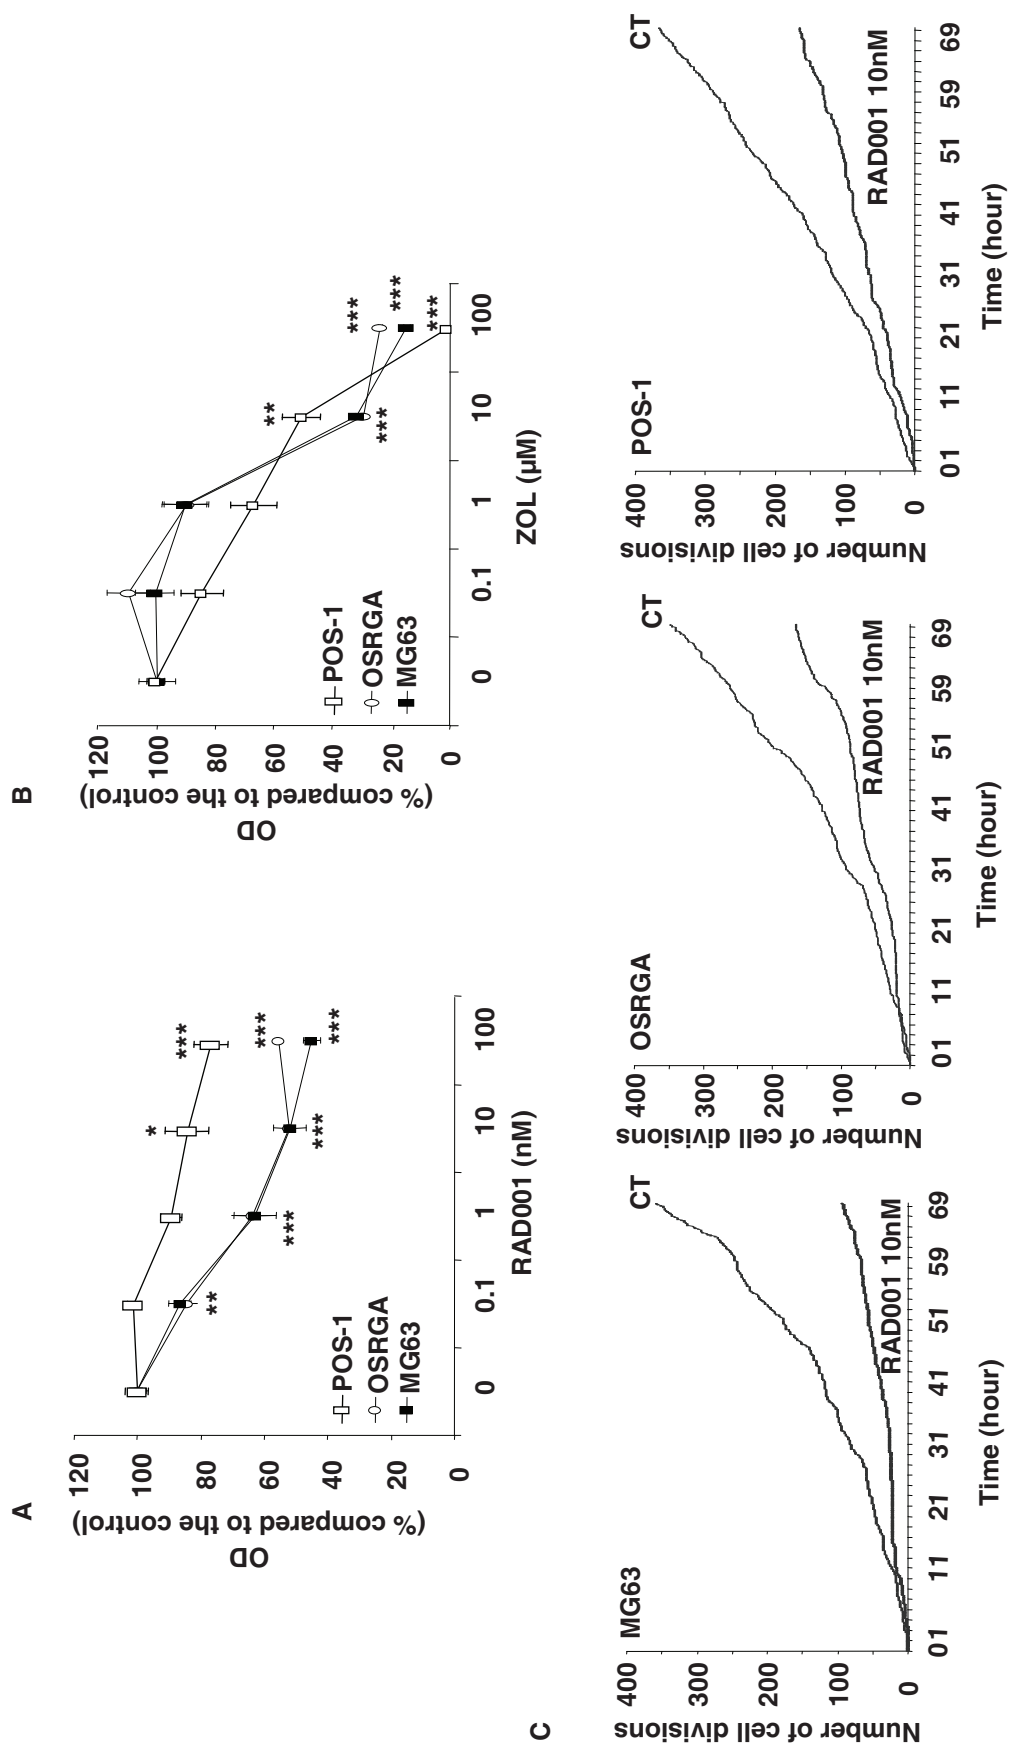 A
OD
(% compared to the control)
120
100
80
60
40
20
0
POS-1
OSRGA
MG63
**
***
***
*
***
***
***
0
0.1
1
10
100
RAD001 (nM)
B
OD
(% compared to the control)
120
100
80
60
40
20
0
POS-1
OSRGA
MG63
**
***
***
***
***
0
0.1
1
10
100
ZOL (µM)
C
MG63
Number of cell divisions
400
300
200
100
0
CT
RAD001 10nM
01
11
21
31
41
51
59
69
Time (hour)
OSRGA
Number of cell divisions
400
300
200
100
0
CT
RAD001 10nM
01
11
21
31
41
51
59
69
Time (hour)
POS-1
Number of cell divisions
400
300
200
100
0
CT
RAD001 10nM
01
11
21
31
41
51
59
69
Time (hour)